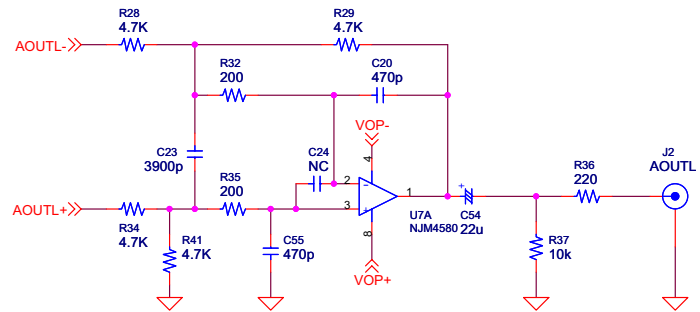 R28
4.7K
R29
4.7K
AOUTL-
R32
200
C20
470p
VOP-
C23
3900p
C24
NC
4
J2
AOUTL
R35
200
R36
220
2
1
AOUTL+
3
U7A
NJM4580
C54
22u
+
R34
4.7K
R41
4.7K
C55
470p
8
R37
10k
VOP+